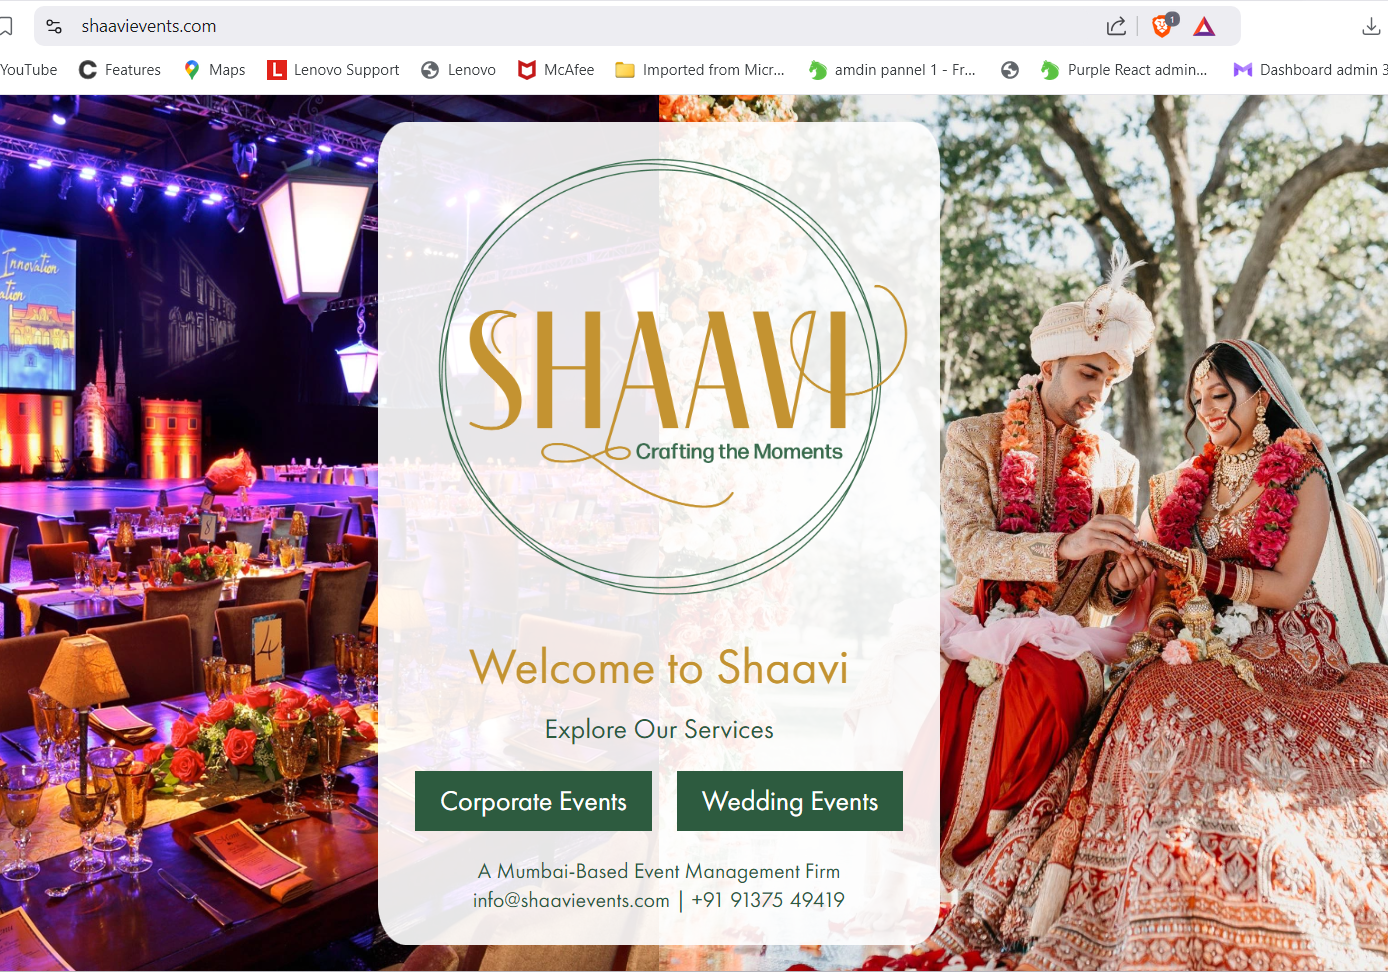 shaavievents.com
1
YouTube
Features
Maps
Lenovo Support
Lenovo
McAfee
Imported from Micr...
amdin pannel 1 - Fr...
Purple React admin...
Dashboard admin 3
Innovation
ation
SHAAVI
Crafting the Moments
8
4
Welcome to Shaavi
Explore Our Services
Corporate Events
Wedding Events
A Mumbai-Based Event Management Firm
info@shaavievents.com | +91 91375 49419